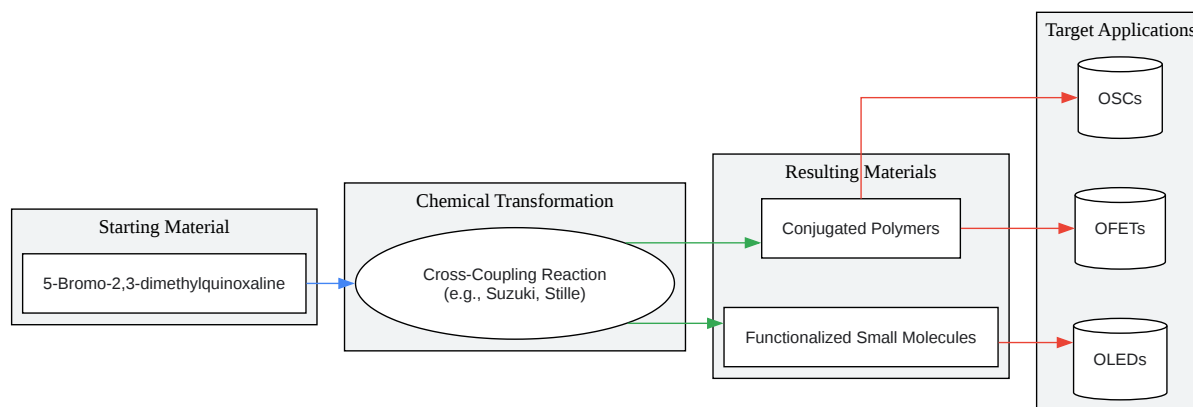 Starting Material
5-Bromo-2,3-dimethylquinoxaline
Chemical Transformation
Cross-Coupling Reaction
(e.g., Suzuki, Stille)
Resulting Materials
Conjugated Polymers
Functionalized Small Molecules
Target Applications
OSCs
OFETs
OLEDs